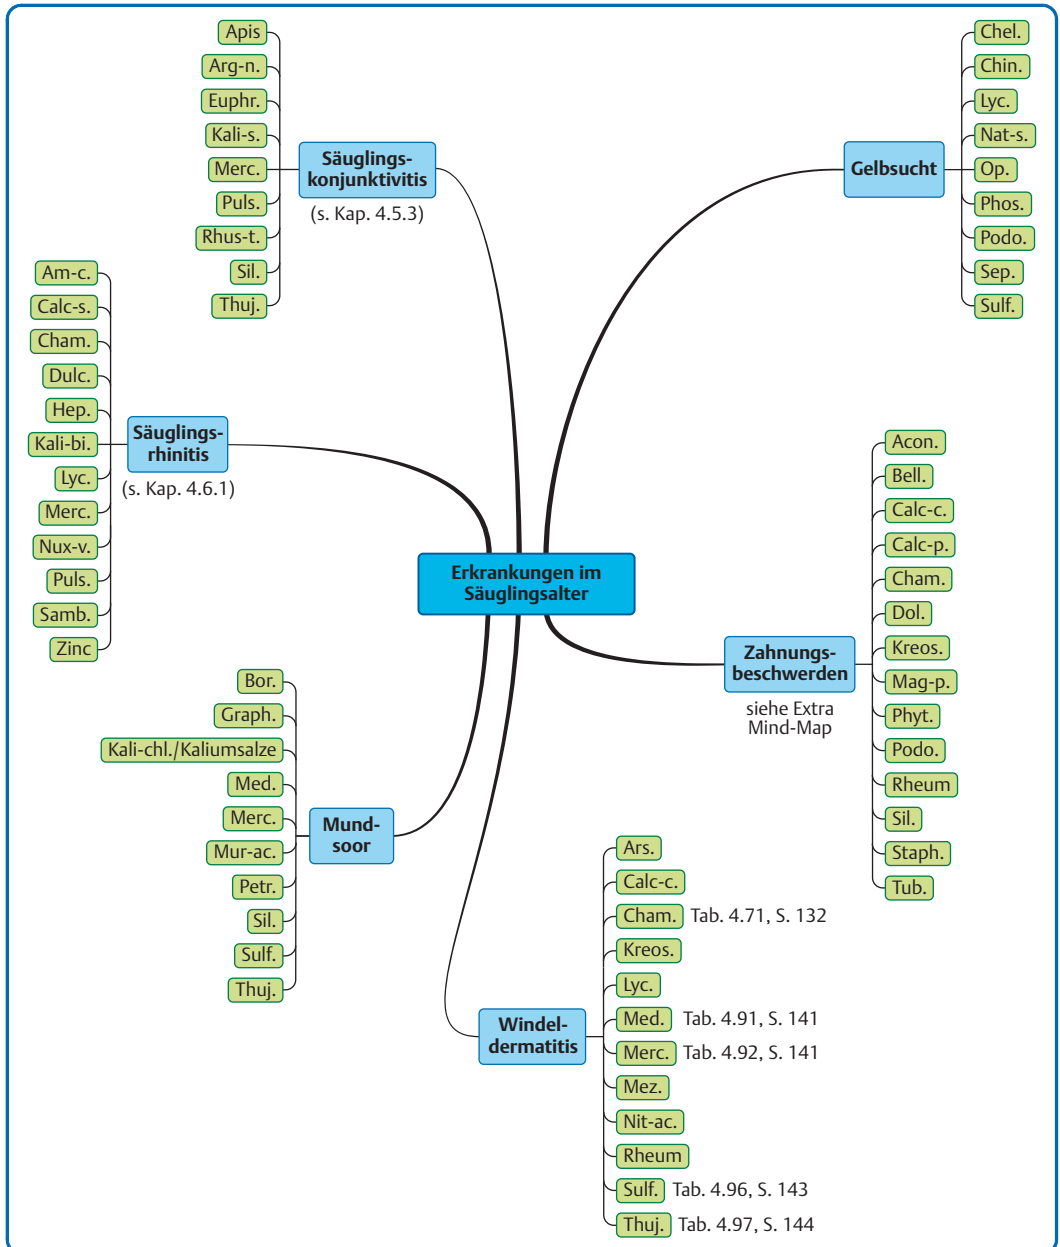 Apis
Arg-n.
Euphr.
Kali-s.
Merc.
Puls.
Rhus-t.
Sil.
Thuj.
Säuglings-
konjunktivitis
(s. Kap. 4.5.3)
Chel.
Chin.
Lyc.
Nat-s.
Op.
Phos.
Podo.
Sep.
Sulf.
Gelbsucht
Am-c.
Calc-s.
Cham.
Dulc.
Hep.
Kali-bi.
Lyc.
Merc.
Nux-v.
Puls.
Samb.
Zinc
Säuglings-
rhinitis
(s. Kap. 4.6.1)
Erkrankungen im
Säuglingsalter
Zahnungs-
beschwerden
siehe Extra
Mind-Map
Acon.
Bell.
Calc-c.
Calc-p.
Cham.
Dol.
Kreos.
Mag-p.
Phyt.
Podo.
Rheum
Sil.
Staph.
Tub.
Bor.
Graph.
Kali-chl./Kaliumsalze
Med.
Merc.
Mur-ac.
Petr.
Sil.
Sulf.
Thuj.
Mund-
soor
Windel-
dermatitis
Ars.
Calc-c.
Cham. Tab. 4.71, S. 132
Kreos.
Lyc.
Med. Tab. 4.91, S. 141
Merc. Tab. 4.92, S. 141
Mez.
Nit-ac.
Rheum
Sulf. Tab. 4.96, S. 143
Thuj. Tab. 4.97, S. 144